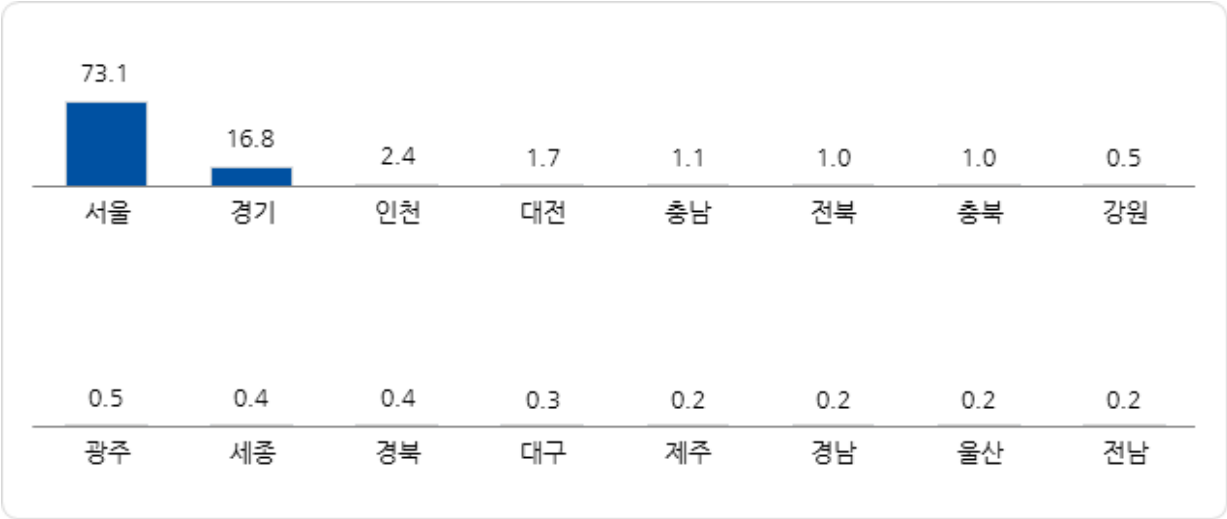 73.1 16.8 2.4 1.7 1.1 1.0 1.0 0.5
서울 경기 인천 대전 충남 전북 충북 강원
0.5 0.4 0.4 0.3 0.2 0.2 0.2 0.2
광주 세종 경북 대구 제주 경남 울산 전남